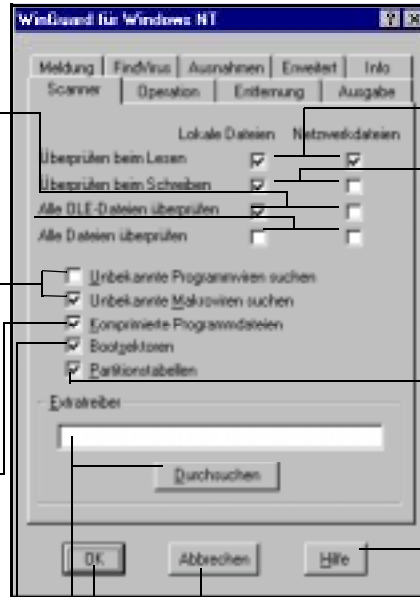 WinGuard für Windows NT
Meldung FindVirus Ausnahmen Erweitert Info
Scanner Operation Entfernung Ausgabe
Lokale Dateien Netzwerkdateien
Überprüfen beim Lesen
Überprüfen beim Schreiben
Alle OLE-Dateien überprüfen
Alle Dateien überprüfen
Unbekannte Programmviren suchen
Unbekannte Makroviren suchen
Komprimierte Programmdateien
Bootsektoren
Partitionstabellen
Extratreiber
Durchsuchen
OK Abbrechen Hilfe